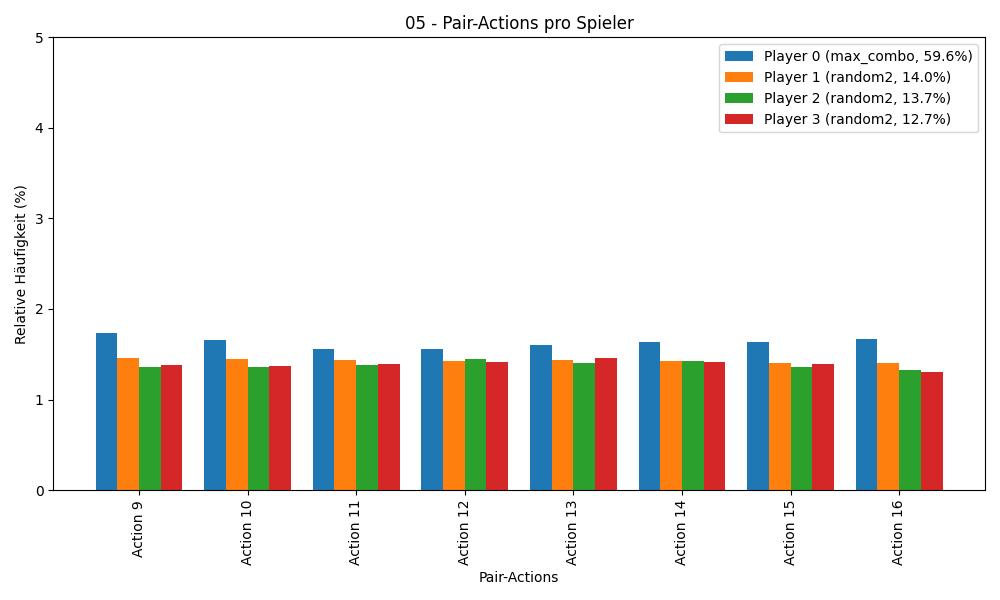 05 - Pair-Actions pro Spieler
Player 0 (max_combo, 59.6%)
Player 1 (random2, 14.0%)
Player 2 (random2, 13.7%)
Player 3 (random2, 12.7%)
Relative Häufigkeit (%)
5
4
3
2
1
0
Action 9
Action 10
Action 11
Action 12
Action 13
Action 14
Action 15
Action 16
Pair-Actions